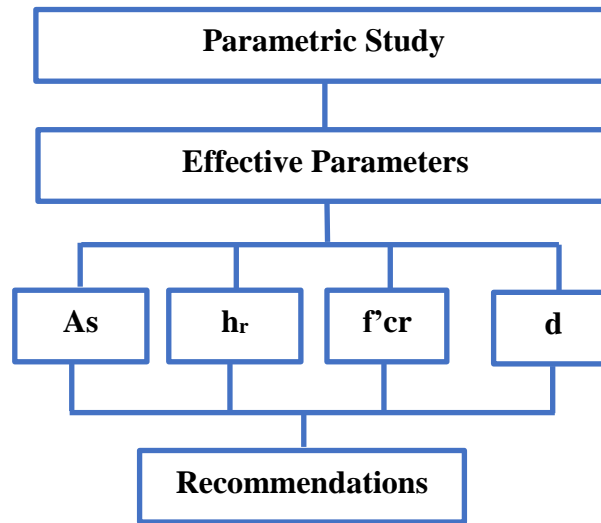 Parametric Study
Effective Parameters
As hr f’cr d
Recommendations